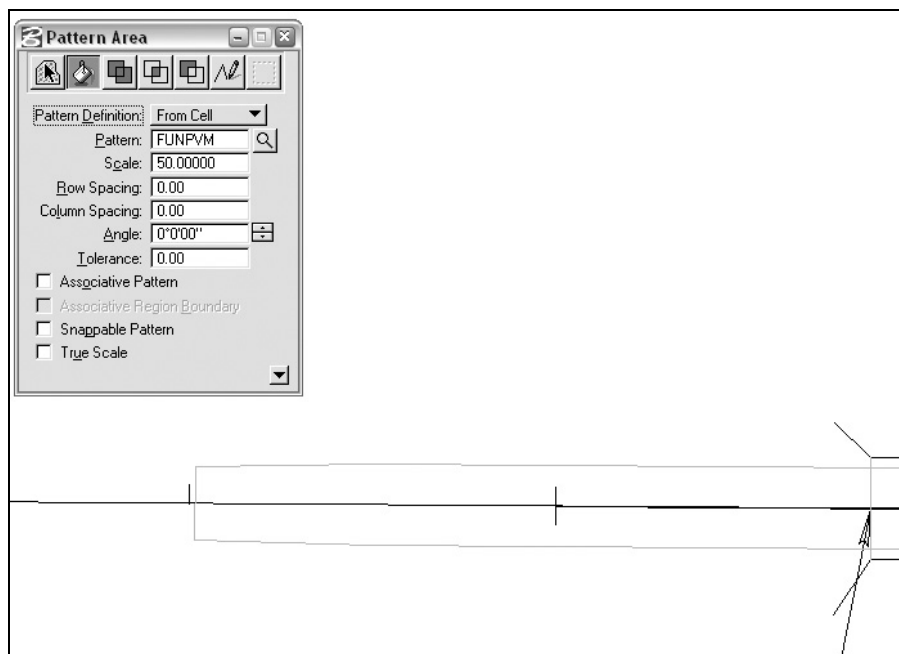 Pattern Area
Pattern Definition: From Cell
Pattern: FUNPVM
Scale: 50.00000
Row Spacing: 0.00
Column Spacing: 0.00
Angle: 0°0'00"
Tolerance: 0.00
Associative Pattern
Associative Region Boundary
Snappable Pattern
True Scale